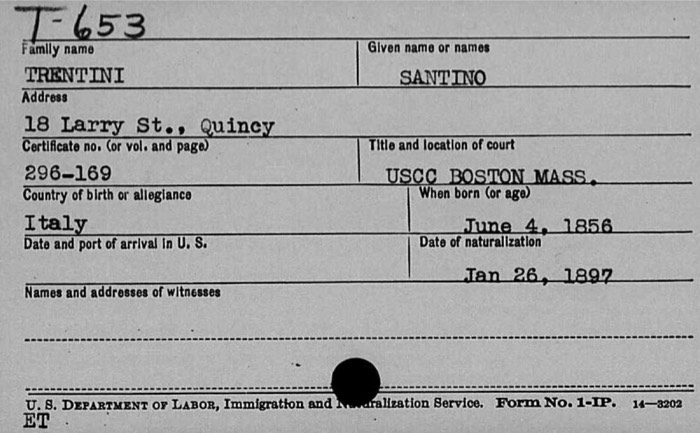 T-653
Family name Given name or names
TRENTINI SANTINO
Address
18 Larry St., Quincy
Certificate no. (or vol. and page) Title and location of court
296-169 USCC BOSTON MASS.
Country of birth or allegiance When born (or age)
Italy June 4, 1856
Date and port of arrival in U. S. Date of naturalization
Jan 26, 1897
Names and addresses of witnesses
U. S. Department of Labor, Immigration and Naturalization Service. Form No. 1-IP. 14—3202
ET